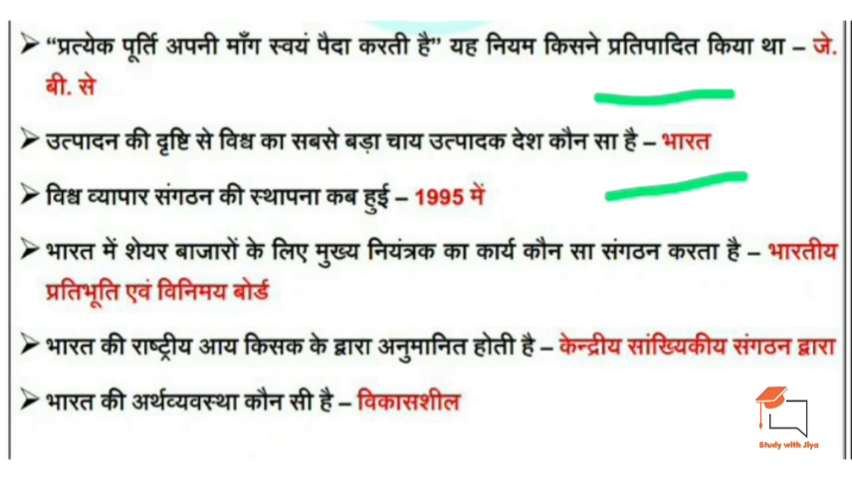 ➤ “प्रत्येक पूर्ति अपनी माँग स्वयं पैदा करती है” यह नियम किसने प्रतिपादित किया था – जे.
बी. से
➤ उत्पादन की दृष्टि से विश्व का सबसे बड़ा चाय उत्पादक देश कौन सा है – भारत
➤ विश्व व्यापार संगठन की स्थापना कब हुई – 1995 में
➤ भारत में शेयर बाजारों के लिए मुख्य नियंत्रक का कार्य कौन सा संगठन करता है – भारतीय
प्रतिभूति एवं विनिमय बोर्ड
➤ भारत की राष्ट्रीय आय किसक के द्वारा अनुमानित होती है – केन्द्रीय सांख्यिकीय संगठन द्वारा
➤ भारत की अर्थव्यवस्था कौन सी है – विकासशील
Study with Jiya